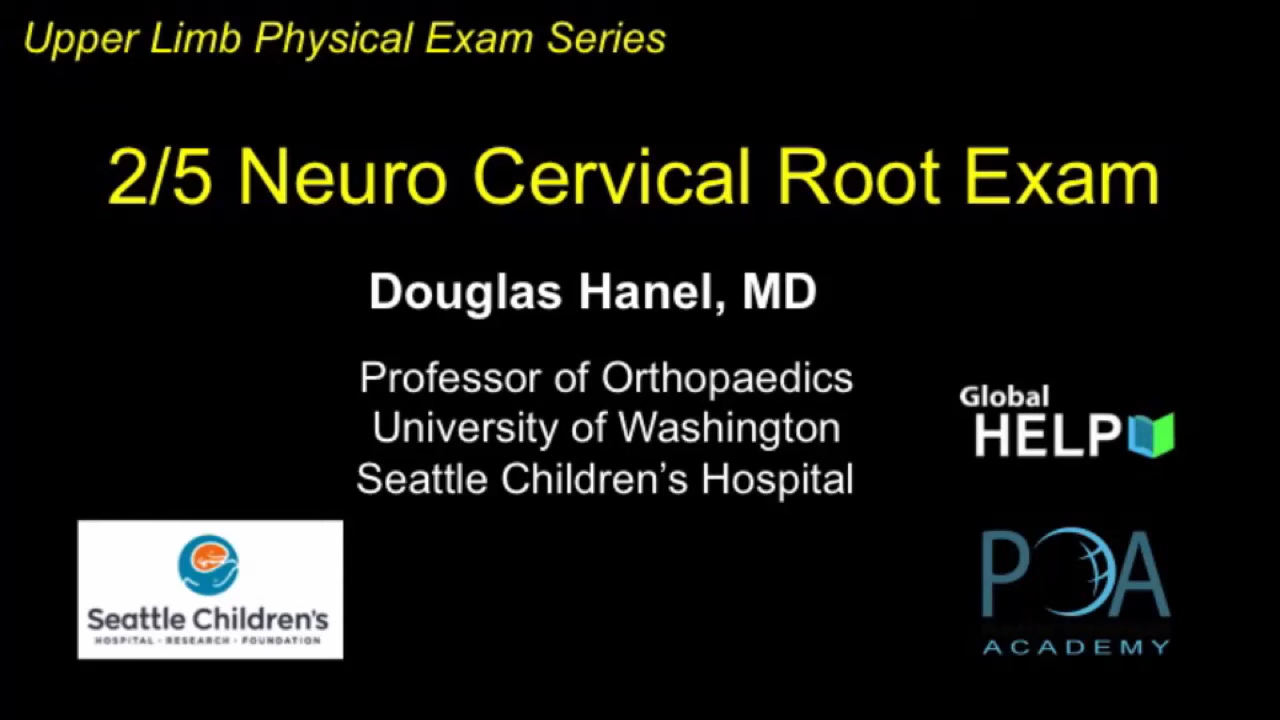 Upper Limb Physical Exam Series
2/5 Neuro Cervical Root Exam
Douglas Hanel, MD
Professor of Orthopaedics
University of Washington
Seattle Children's Hospital
Global
HELP
Seattle Children's
HOSPITAL · RESEARCH · FOUNDATION
POA
ACADEMY